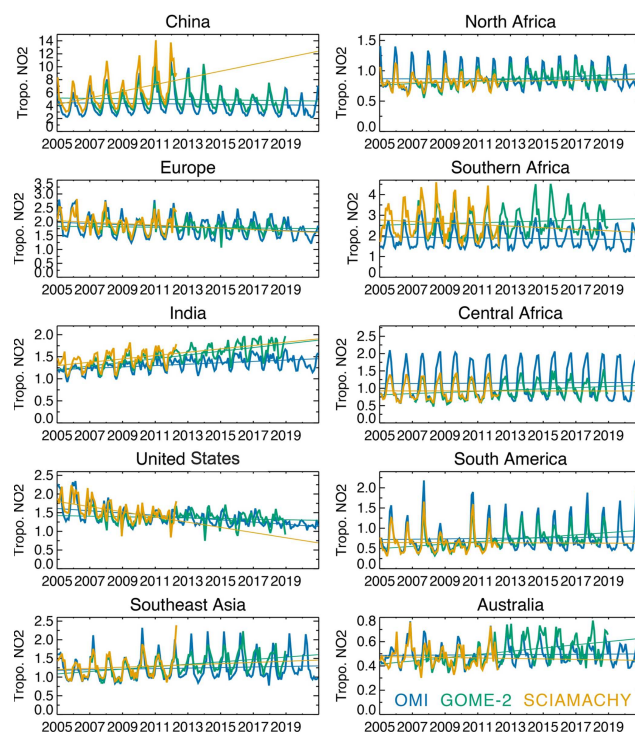 China
Tropo. NO2
14
12
10
8
6
4
2
0
2005 2007 2009 2011 2013 2015 2017 2019
North Africa
Tropo. NO2
1.5
1.0
0.5
0.0
2005 2007 2009 2011 2013 2015 2017 2019
Europe
Tropo. NO2
3.5
3.0
2.5
2.0
1.5
1.0
0.5
0.0
2005 2007 2009 2011 2013 2015 2017 2019
Southern Africa
Tropo. NO2
4
3
2
1
0
2005 2007 2009 2011 2013 2015 2017 2019
India
Tropo. NO2
2.0
1.5
1.0
0.5
0.0
2005 2007 2009 2011 2013 2015 2017 2019
Central Africa
Tropo. NO2
2.5
2.0
1.5
1.0
0.5
0.0
2005 2007 2009 2011 2013 2015 2017 2019
United States
Tropo. NO2
2.5
2.0
1.5
1.0
0.5
0.0
2005 2007 2009 2011 2013 2015 2017 2019
South America
Tropo. NO2
2.0
1.5
1.0
0.5
0.0
2005 2007 2009 2011 2013 2015 2017 2019
Southeast Asia
Tropo. NO2
2.5
2.0
1.5
1.0
0.5
0.0
2005 2007 2009 2011 2013 2015 2017 2019
Australia
Tropo. NO2
0.8
0.6
0.4
0.2
0.0
OMI GOME-2 SCIAMACHY
2005 2007 2009 2011 2013 2015 2017 2019